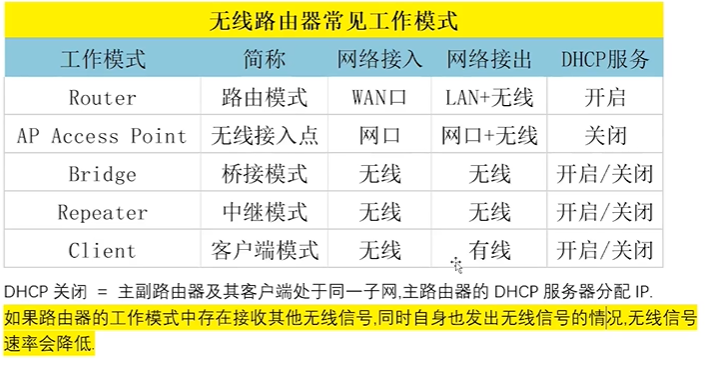 无线路由器常见工作模式
工作模式 简称 网络接入 网络接出 DHCP服务
Router 路由模式 WAN口 LAN+无线 开启
AP Access Point 无线接入点 网口 网口+无线 关闭
Bridge 桥接模式 无线 无线 开启/关闭
Repeater 中继模式 无线 无线 开启/关闭
Client 客户端模式 无线 有线 开启/关闭
DHCP 关闭 = 主副路由器及其客户端处于同一子网,主路由器的 DHCP 服务器分配 IP.
如果路由器的工作模式中存在接收其他无线信号,同时自身也发出无线信号的情况,无线信号
速率会降低.